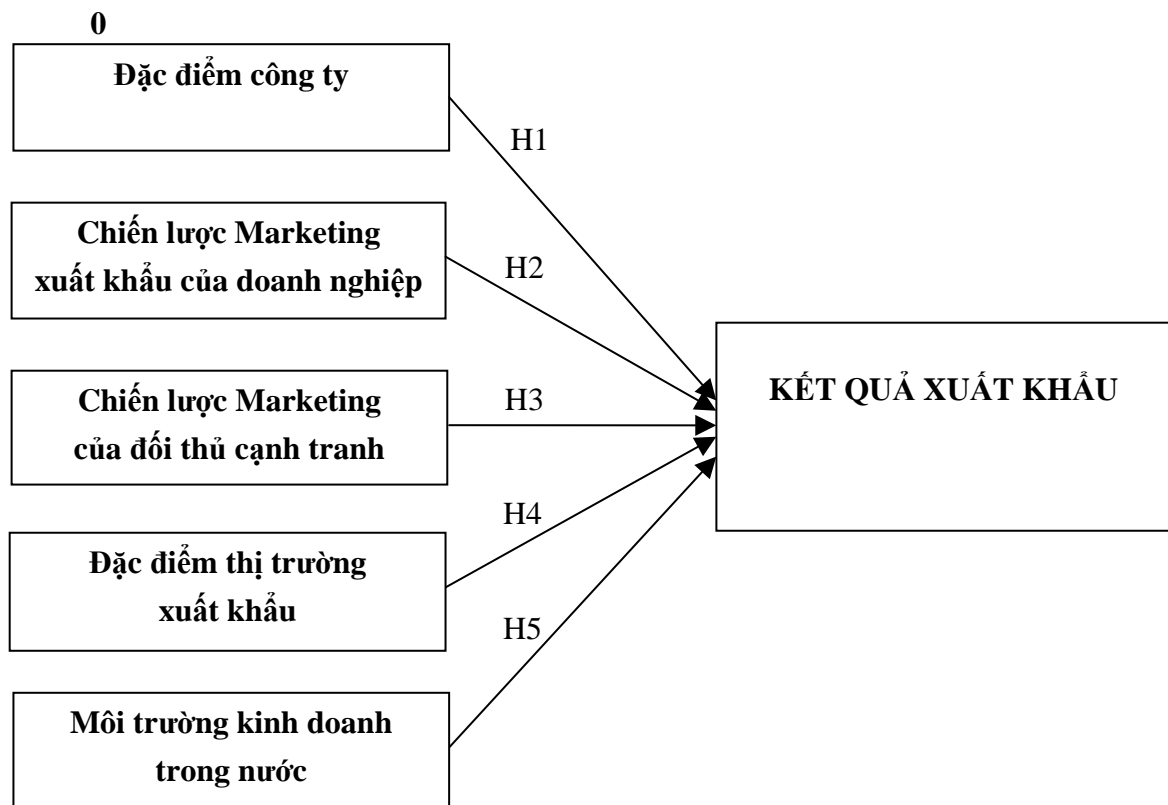 0
Đặc điểm công ty
H1
Chiến lược Marketing
xuất khẩu của doanh nghiệp
H2
Chiến lược Marketing
của đối thủ cạnh tranh
H3
KẾT QUẢ XUẤT KHẨU
Đặc điểm thị trường
xuất khẩu
H4
Môi trường kinh doanh
trong nước
H5